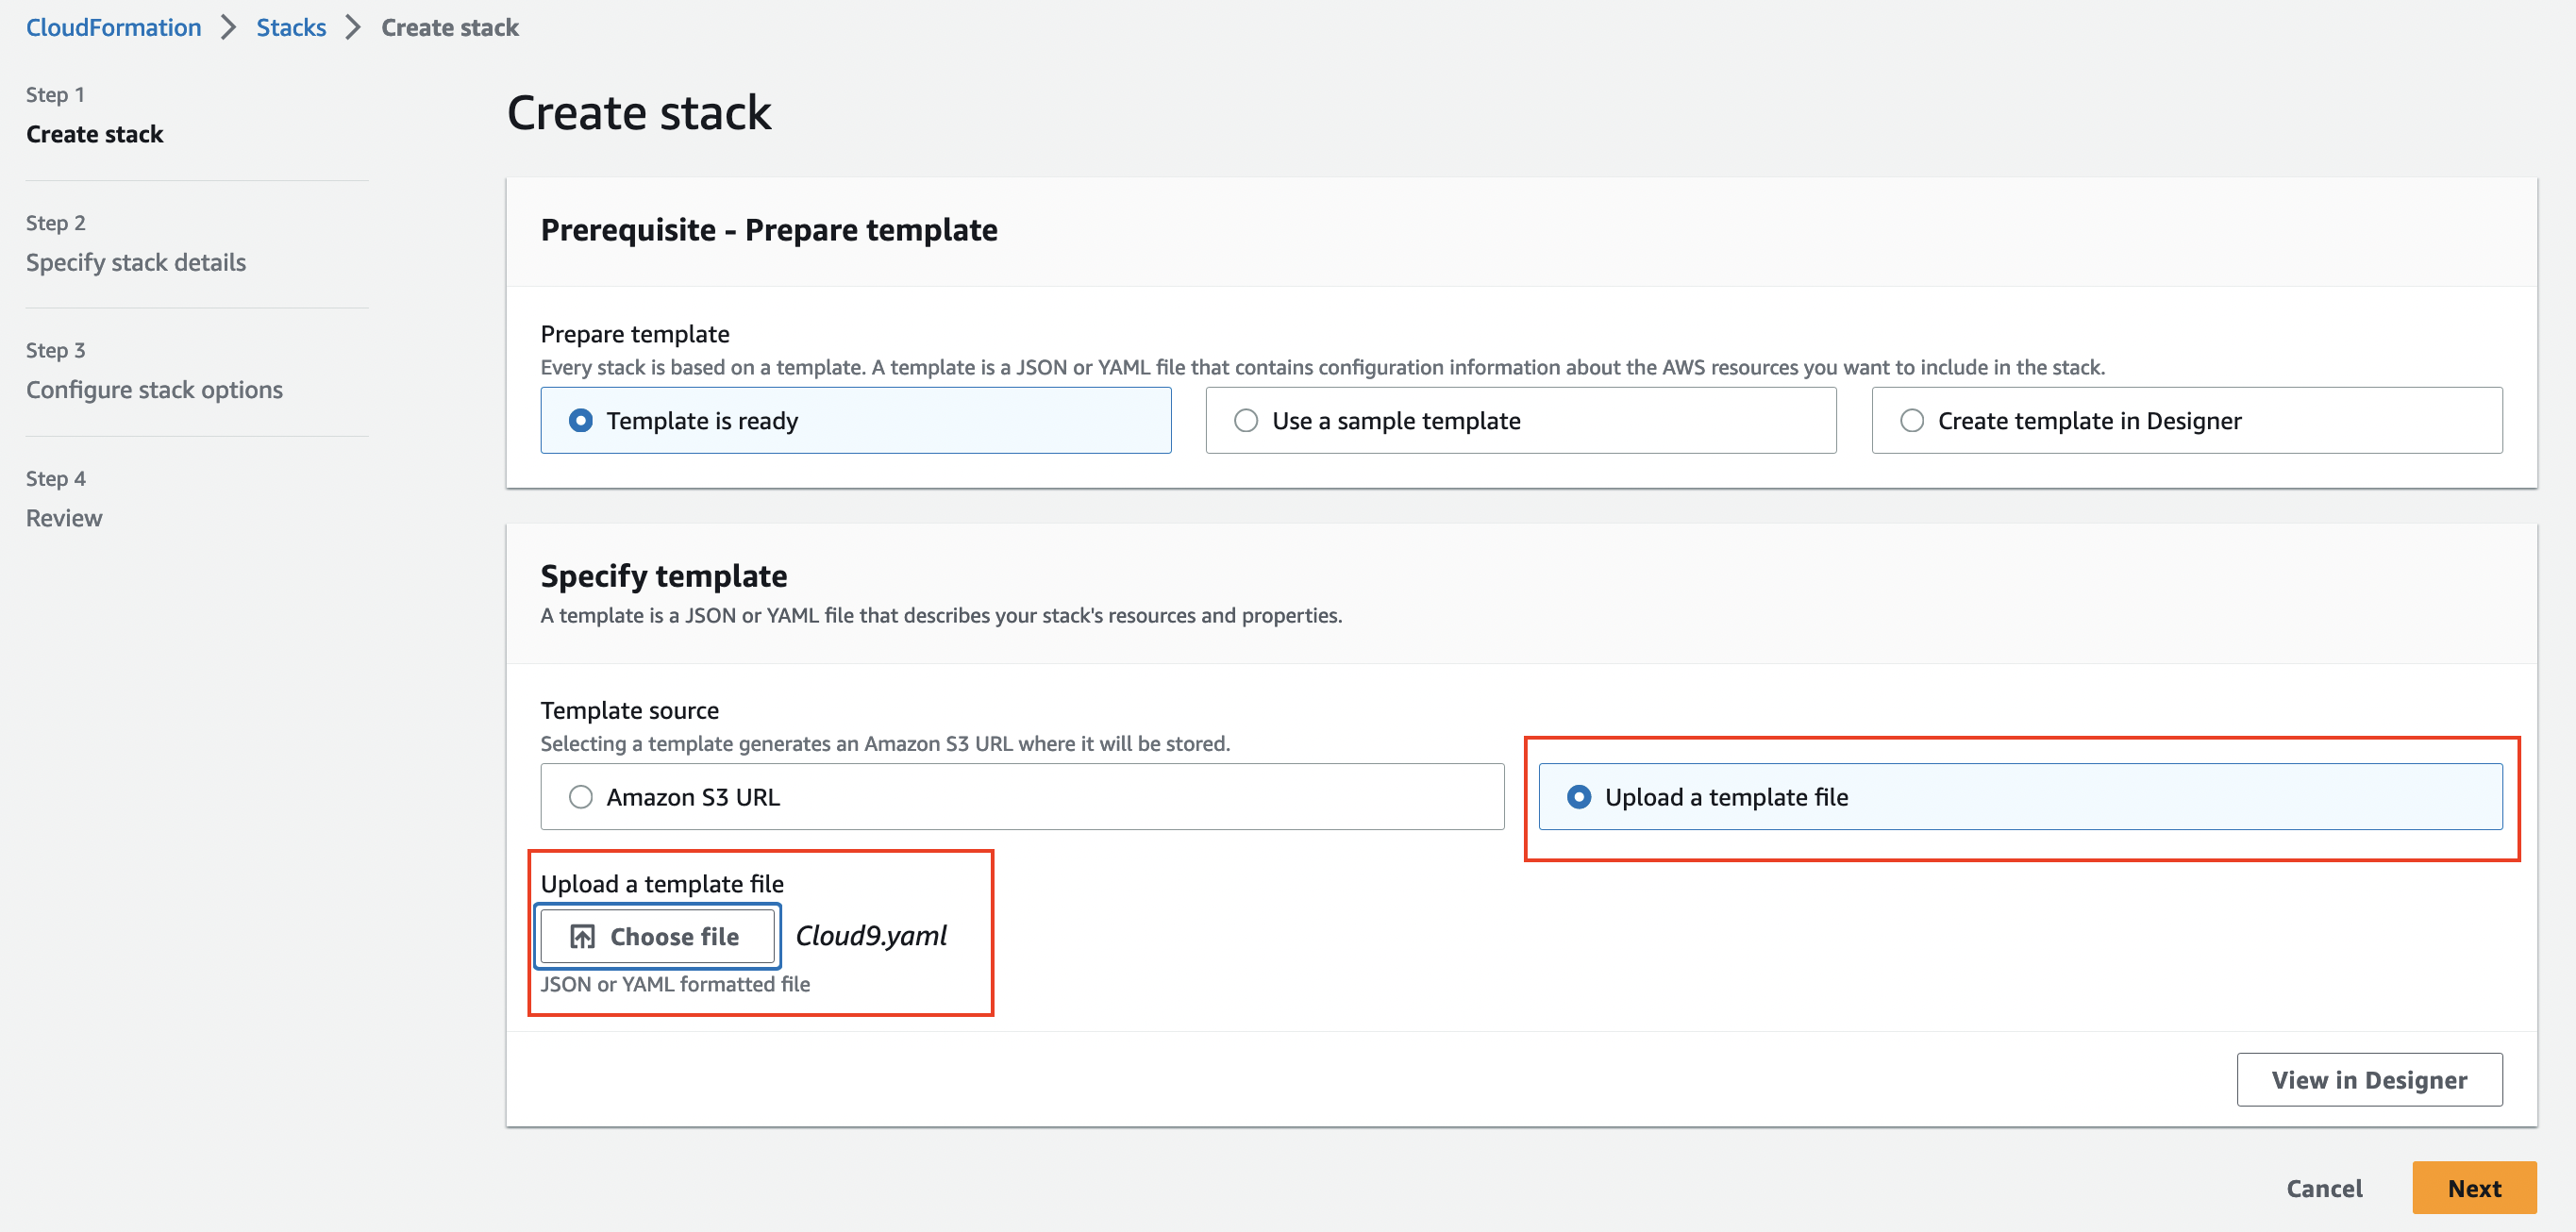 CloudFormation > Stacks > Create stack
Step 1
Create stack
Step 2
Specify stack details
Step 3
Configure stack options
Step 4
Review
Create stack
Prerequisite - Prepare template
Prepare template
Every stack is based on a template. A template is a JSON or YAML file that contains configuration information about the AWS resources you want to include in the stack.
Template is ready
Use a sample template
Create template in Designer
Specify template
A template is a JSON or YAML file that describes your stack's resources and properties.
Template source
Selecting a template generates an Amazon S3 URL where it will be stored.
Amazon S3 URL
Upload a template file
Upload a template file
Choose file Cloud9.yaml
JSON or YAML formatted file
View in Designer
Cancel Next